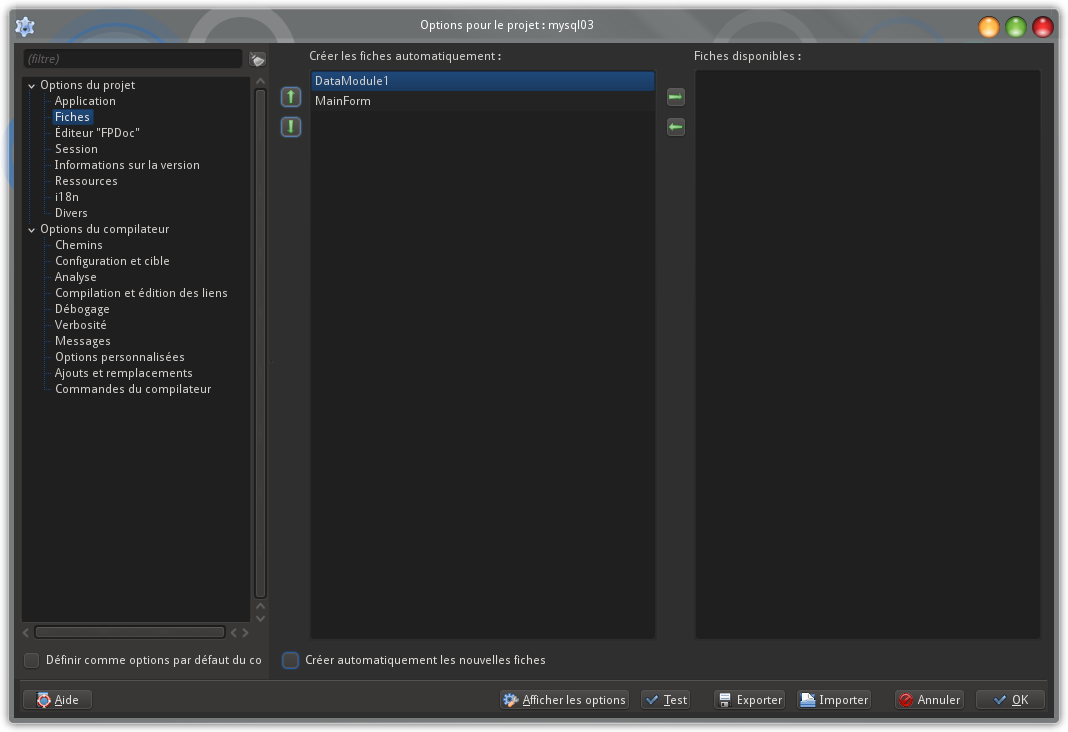 Options pour le projet : mysql03
(filtre)
Options du projet
Application
Fiches
Éditeur "FPDoc"
Session
Informations sur la version
Ressources
i18n
Divers
Options du compilateur
Chemins
Configuration et cible
Analyse
Compilation et édition des liens
Débogage
Verbosité
Messages
Options personnalisées
Ajouts et remplacements
Commandes du compilateur
Définir comme options par défaut du co
Créer les fiches automatiquement :
DataModule1
MainForm
Fiches disponibles :
Créer automatiquement les nouvelles fiches
Aide
Afficher les options
Test
Exporter
Importer
Annuler
OK